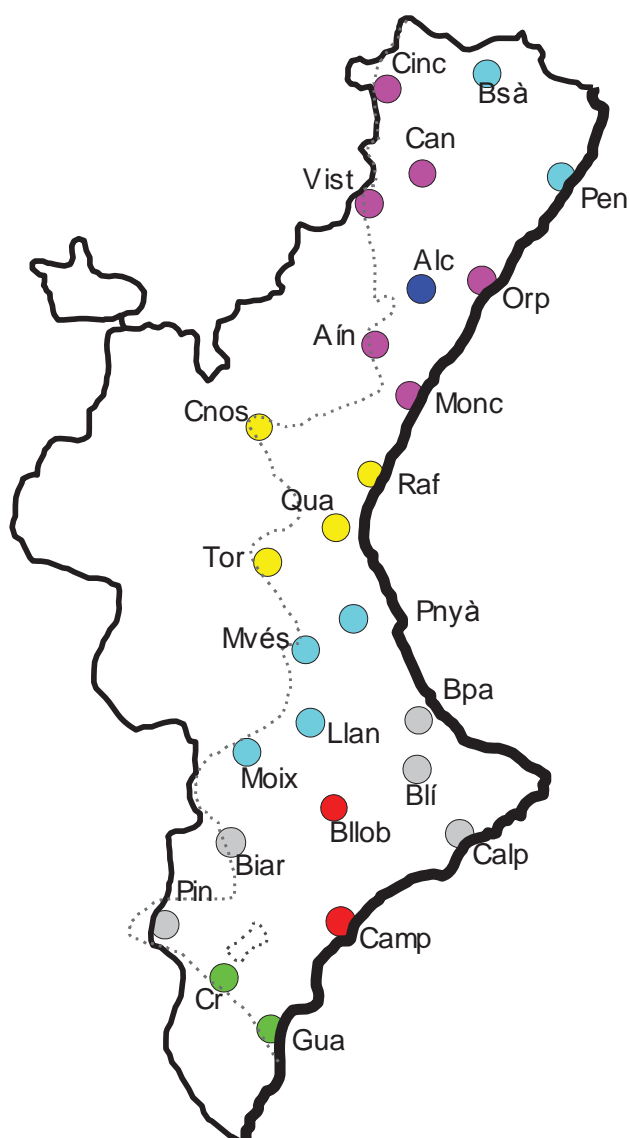 Cinc
Bsà
Can
Vist
Pen
Alc
Orp
Aín
Monc
Cnos
Raf
Qua
Tor
Pnyà
Mvés
Bpa
Llan
Moix
Blí
Bllob
Calp
Biar
Pin
Camp
Cr
Gua